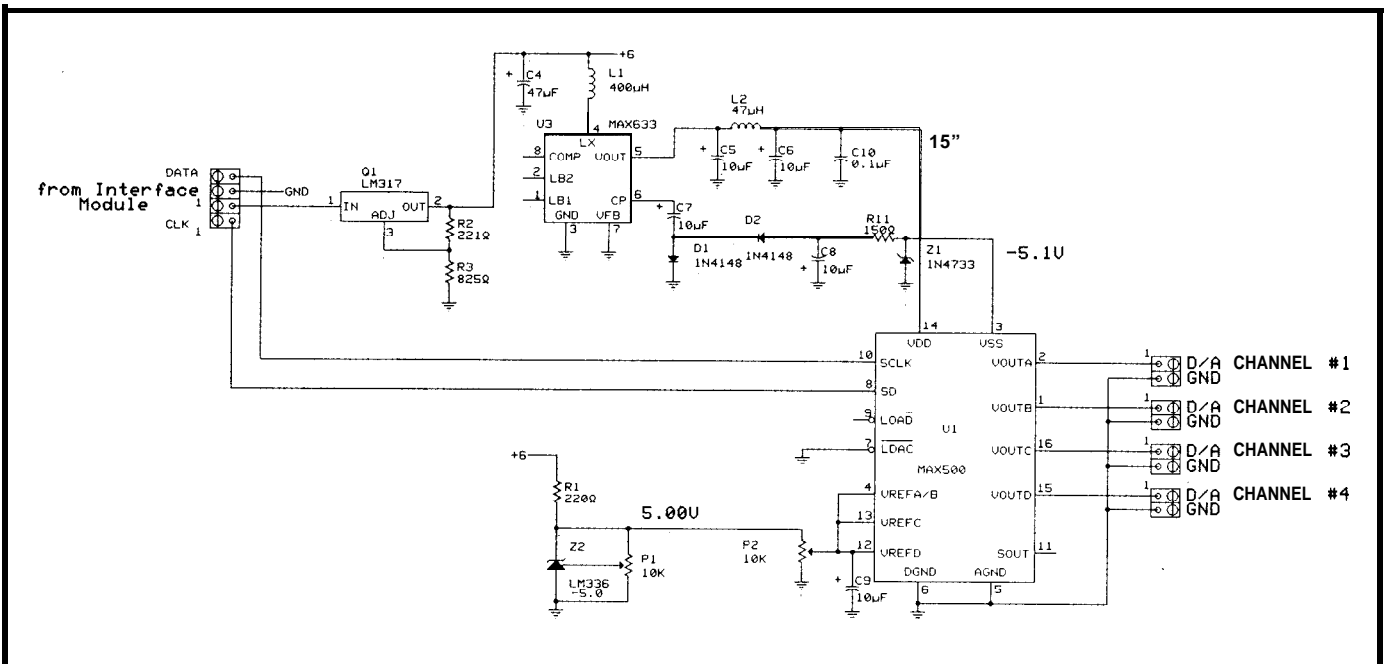 +6
+ C4
47µF
L1
400µH
U3
MAX633
4
LX
8 COMP
VOUT 5
2 LB2
1 LB1
CP 6
GND
VFB
3
7
L2
47µH
15”
+ C5
10µF
+ C6
10µF
C10
0.1µF
DATA
from Interface
Module
GND
1
CLK
1
Q1
LM317
1 IN
OUT 2
ADJ
3
R2
221Ω
R3
825Ω
+ C7
10µF
D1
1N4148
D2
1N4148
C8
+ 10µF
R11
150Ω
Z1
1N4733
-5.1V
14
3
VDD
VSS
10 SCLK
8 SD
9 LOAD
7 LDAC
U1
MAX500
4 VREFA/B
13 VREFC
12 VREFD
DGND
AGND
6
5
VOUTA 2
VOUTB 1
VOUTC 16
VOUTD 15
SOUT 11
1 D/A CHANNEL #1
GND
1 D/A CHANNEL #2
GND
1 D/A CHANNEL #3
GND
1 D/A CHANNEL #4
GND
+6
R1
220Ω
5.00V
Z2
LM336
-5.0
P1
10K
P2
10K
+ C9
10µF